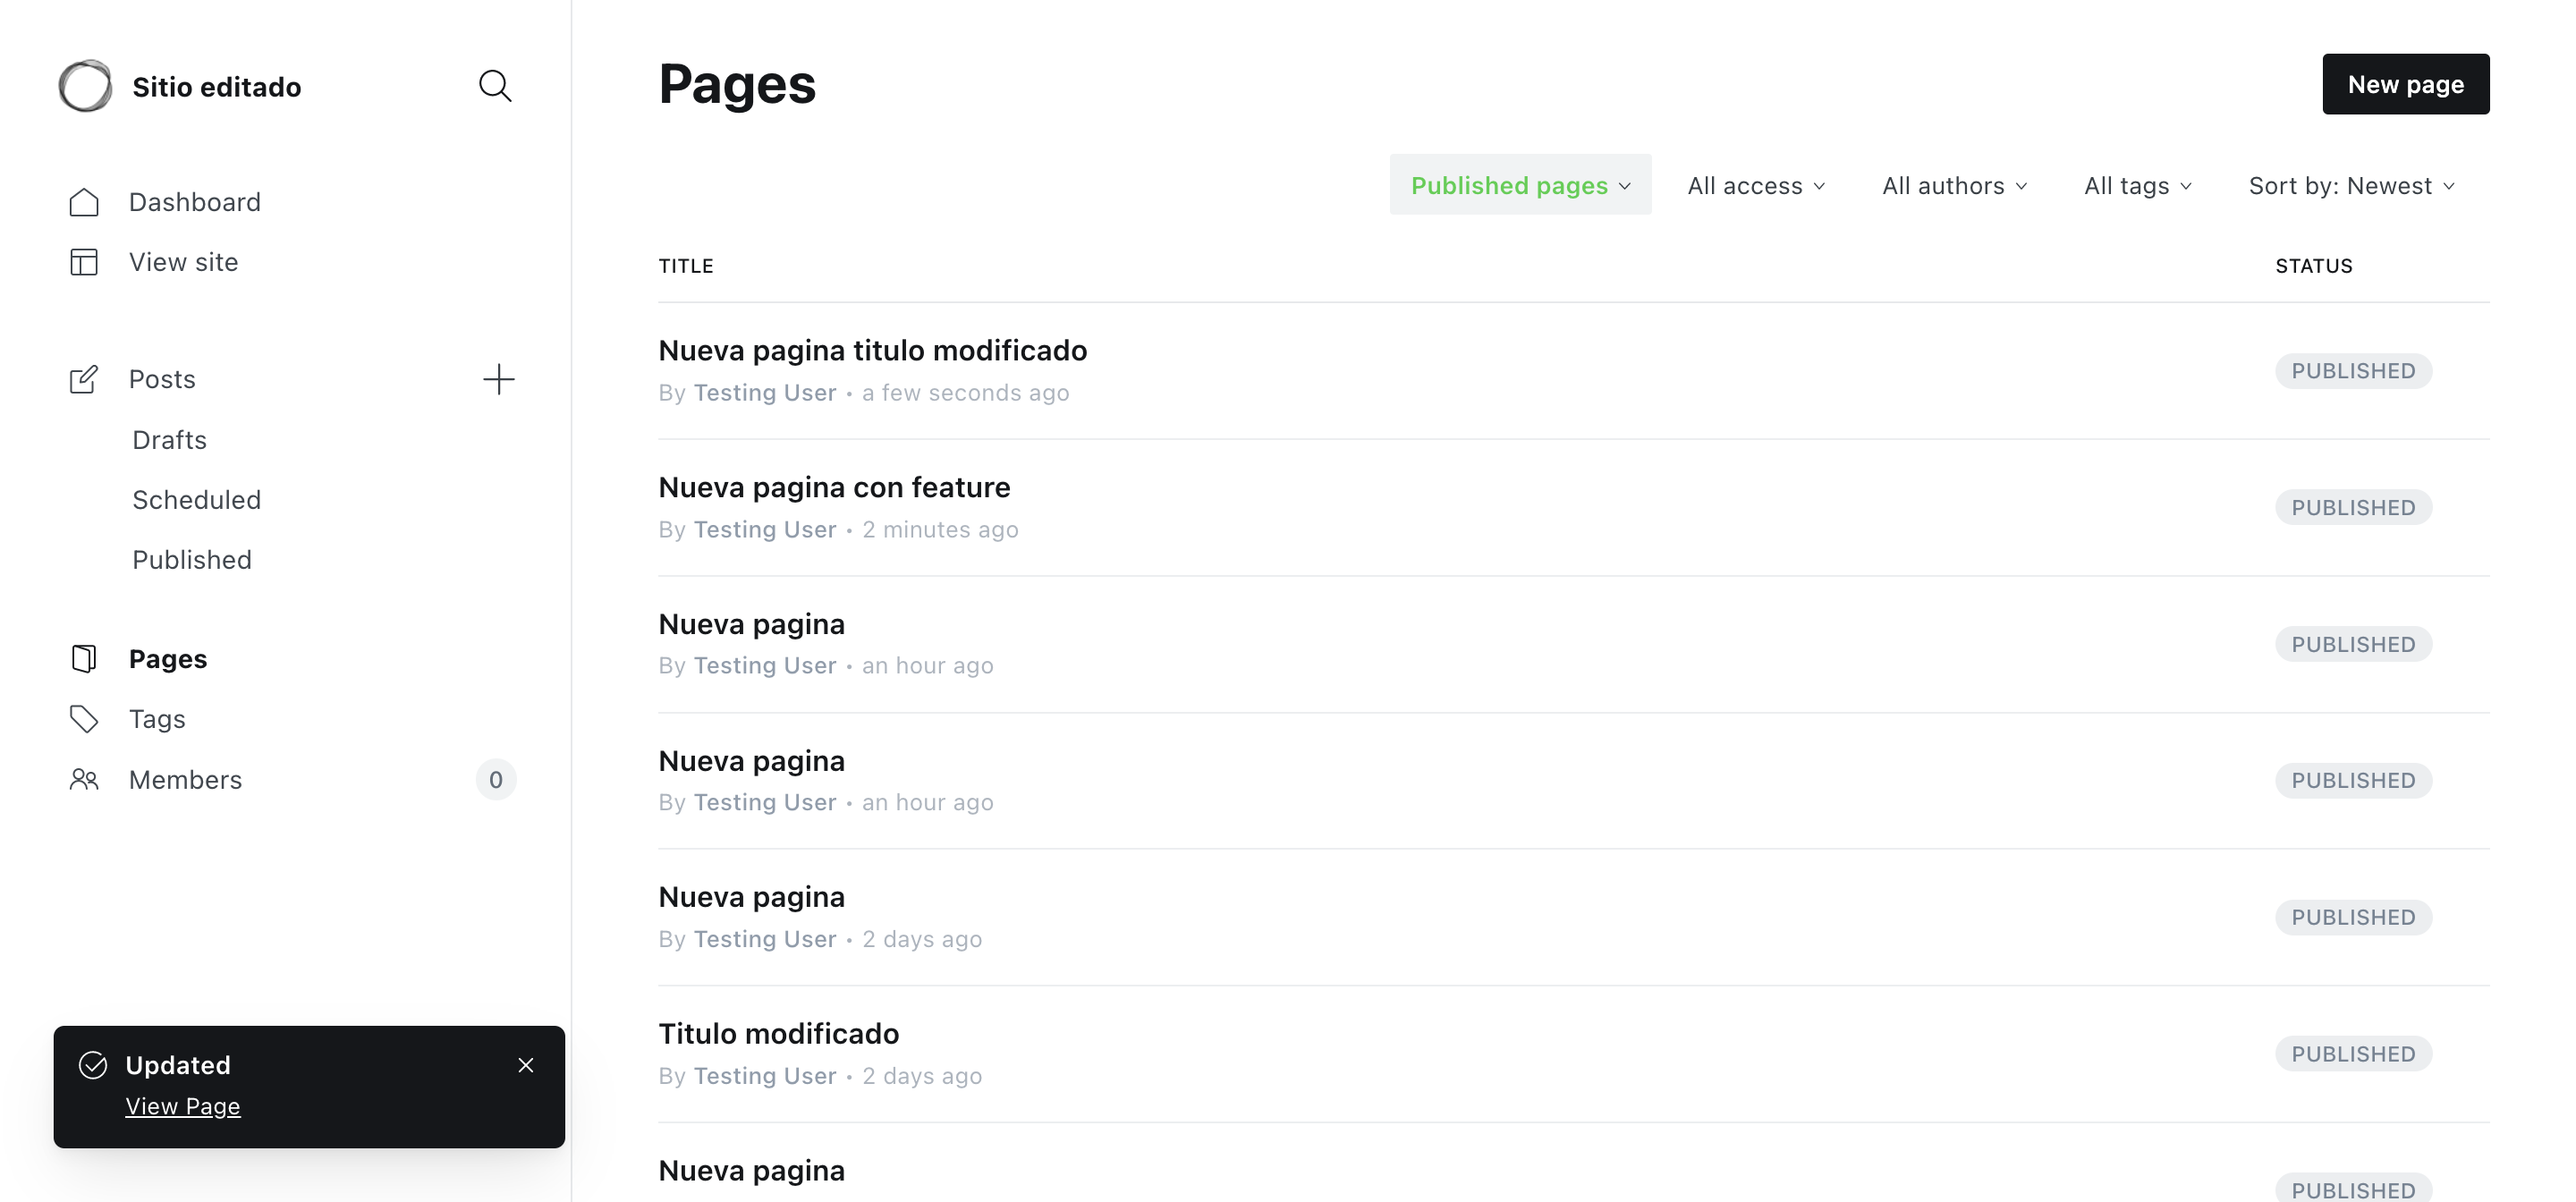 Sitio editado
Dashboard
View site
Posts
Drafts
Scheduled
Published
Pages
Tags
Members 0
Updated
View Page
Pages
New page
Published pages All access All authors All tags Sort by: Newest
TITLE STATUS
Nueva pagina titulo modificado
By Testing User • a few seconds ago
PUBLISHED
Nueva pagina con feature
By Testing User • 2 minutes ago
PUBLISHED
Nueva pagina
By Testing User • an hour ago
PUBLISHED
Nueva pagina
By Testing User • an hour ago
PUBLISHED
Nueva pagina
By Testing User • 2 days ago
PUBLISHED
Titulo modificado
By Testing User • 2 days ago
PUBLISHED
Nueva pagina
PUBLISHED